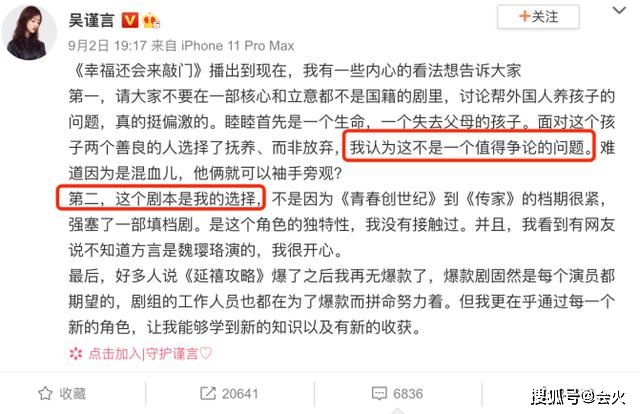 吴谨言
+关注
9月2日 19:17 来自 iPhone 11 Pro Max
《幸福还会来敲门》播出到现在，我有一些内心的看法想告诉大家
第一，请大家不要在一部核心和立意都不是国籍的剧里，讨论帮外国人养孩子的
问题，真的挺偏激的。睦睦首先是一个生命，一个失去父母的孩子。面对这个孩
子两个善良的人选择了抚养、而非放弃，我认为这不是一个值得争论的问题。难
道因为是混血儿，他俩就可以袖手旁观？
第二，这个剧本是我的选择，不是因为《青春创世纪》到《传家》的档期很紧，
强塞了一部填档剧。是这个角色的独特性，我没有接触过。并且，我看到有网友
说不知道方言是魏璎珞演的，我很开心。
最后，好多人说《延禧攻略》爆了之后我再无爆款了，爆款剧固然是每个演员都
期望的，剧组的工作人员也都在为了爆款而拼命努力着。但我更在乎通过每一个
新的角色，让我能够学到新的知识以及有新的收获。
点击加入|守护谨言♡
收藏
20641
6836
搜狐号@会火